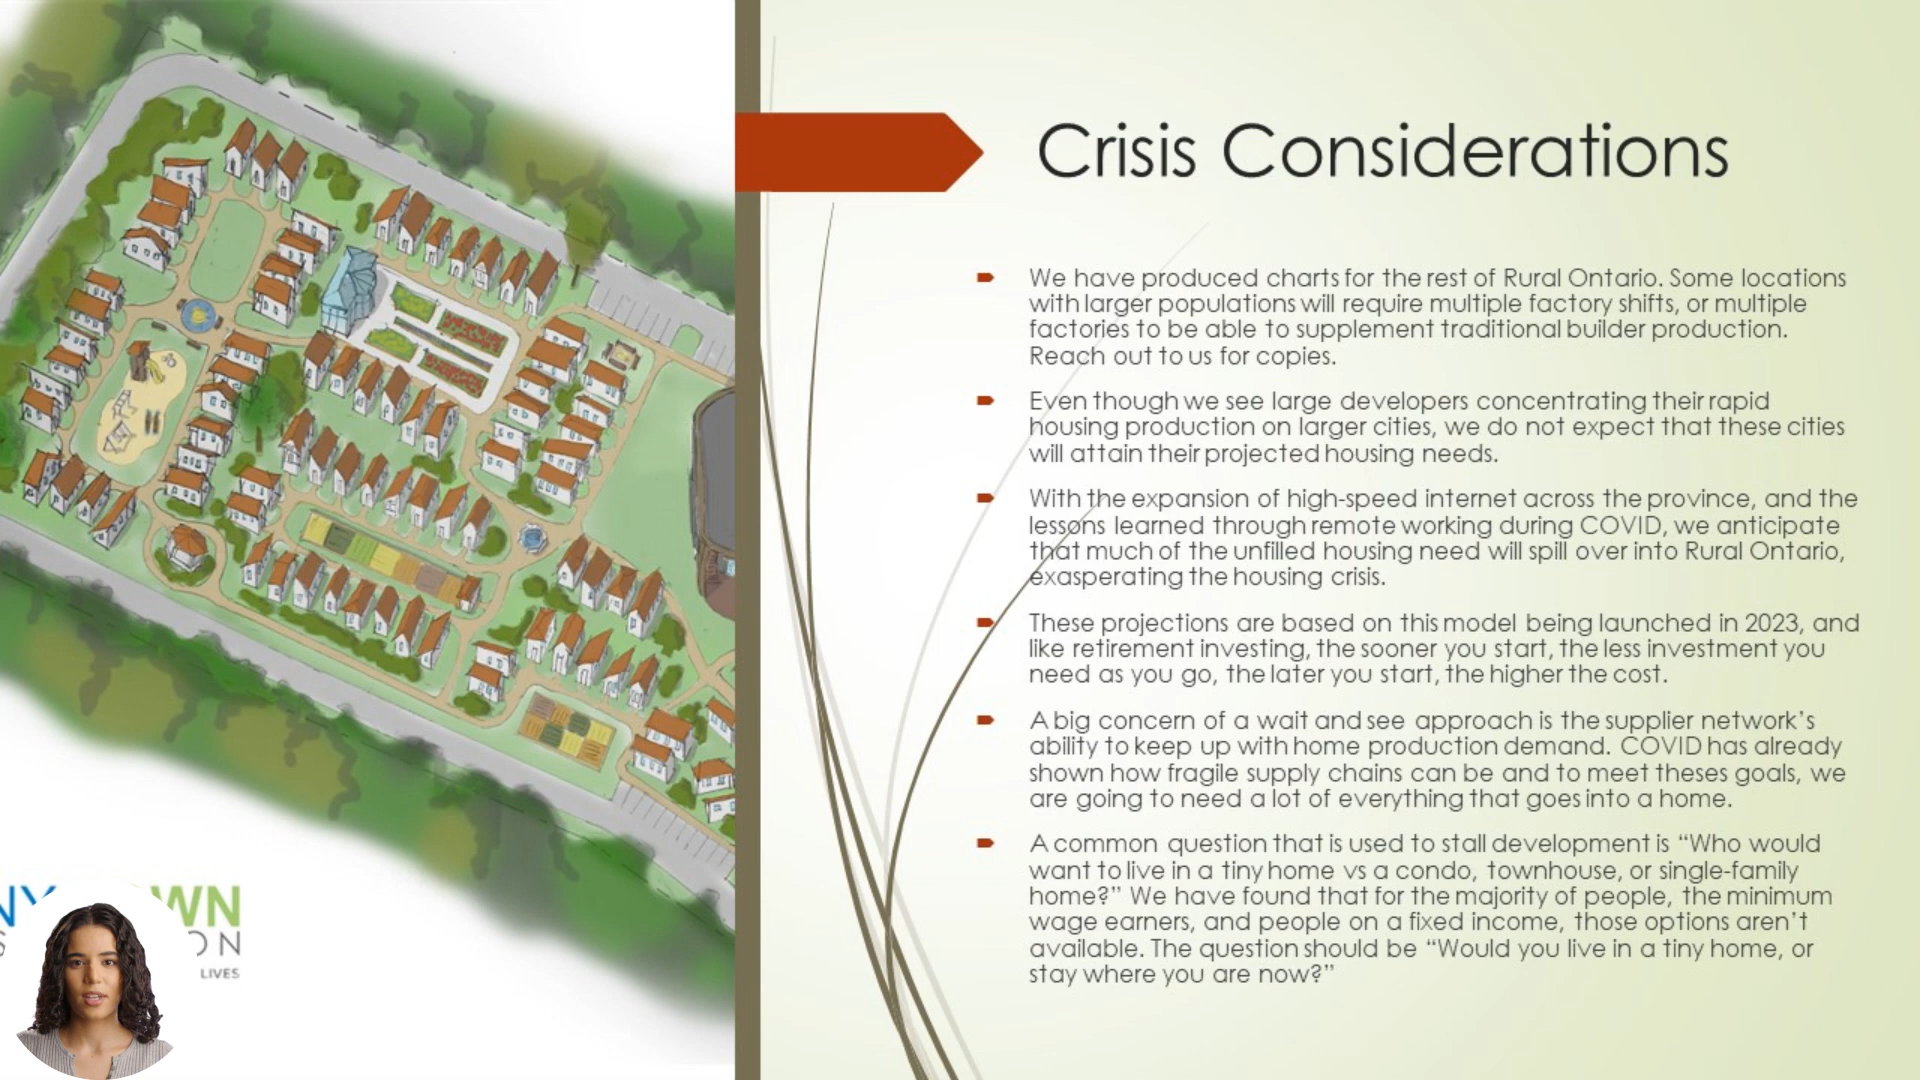 Crisis Considerations
We have produced charts for the rest of Rural Ontario. Some locations
with larger populations will require multiple factory shifts, or multiple
factories to be able to supplement traditional builder production.
Reach out to us for copies.
Even though we see large developers concentrating their rapid
housing production on larger cities, we do not expect that these cities
will attain their projected housing needs.
With the expansion of high-speed internet across the province, and the
lessons learned through remote working during COVID, we anticipate
that much of the unfilled housing need will spill over into Rural Ontario,
exasperating the housing crisis.
These projections are based on this model being launched in 2023, and
like retirement investing, the sooner you start, the less investment you
need as you go, the later you start, the higher the cost.
A big concern of a wait and see approach is the supplier network's
ability to keep up with home production demand. COVID has already
shown how fragile supply chains can be and to meet theses goals, we
are going to need a lot of everything that goes into a home.
A common question that is used to stall development is “Who would
want to live in a tiny home vs a condo, townhouse, or single-family
home?” We have found that for the majority of people, the minimum
wage earners, and people on a fixed income, those options aren't
available. The question should be “Would you live in a tiny home, or
stay where you are now?”
LIVES